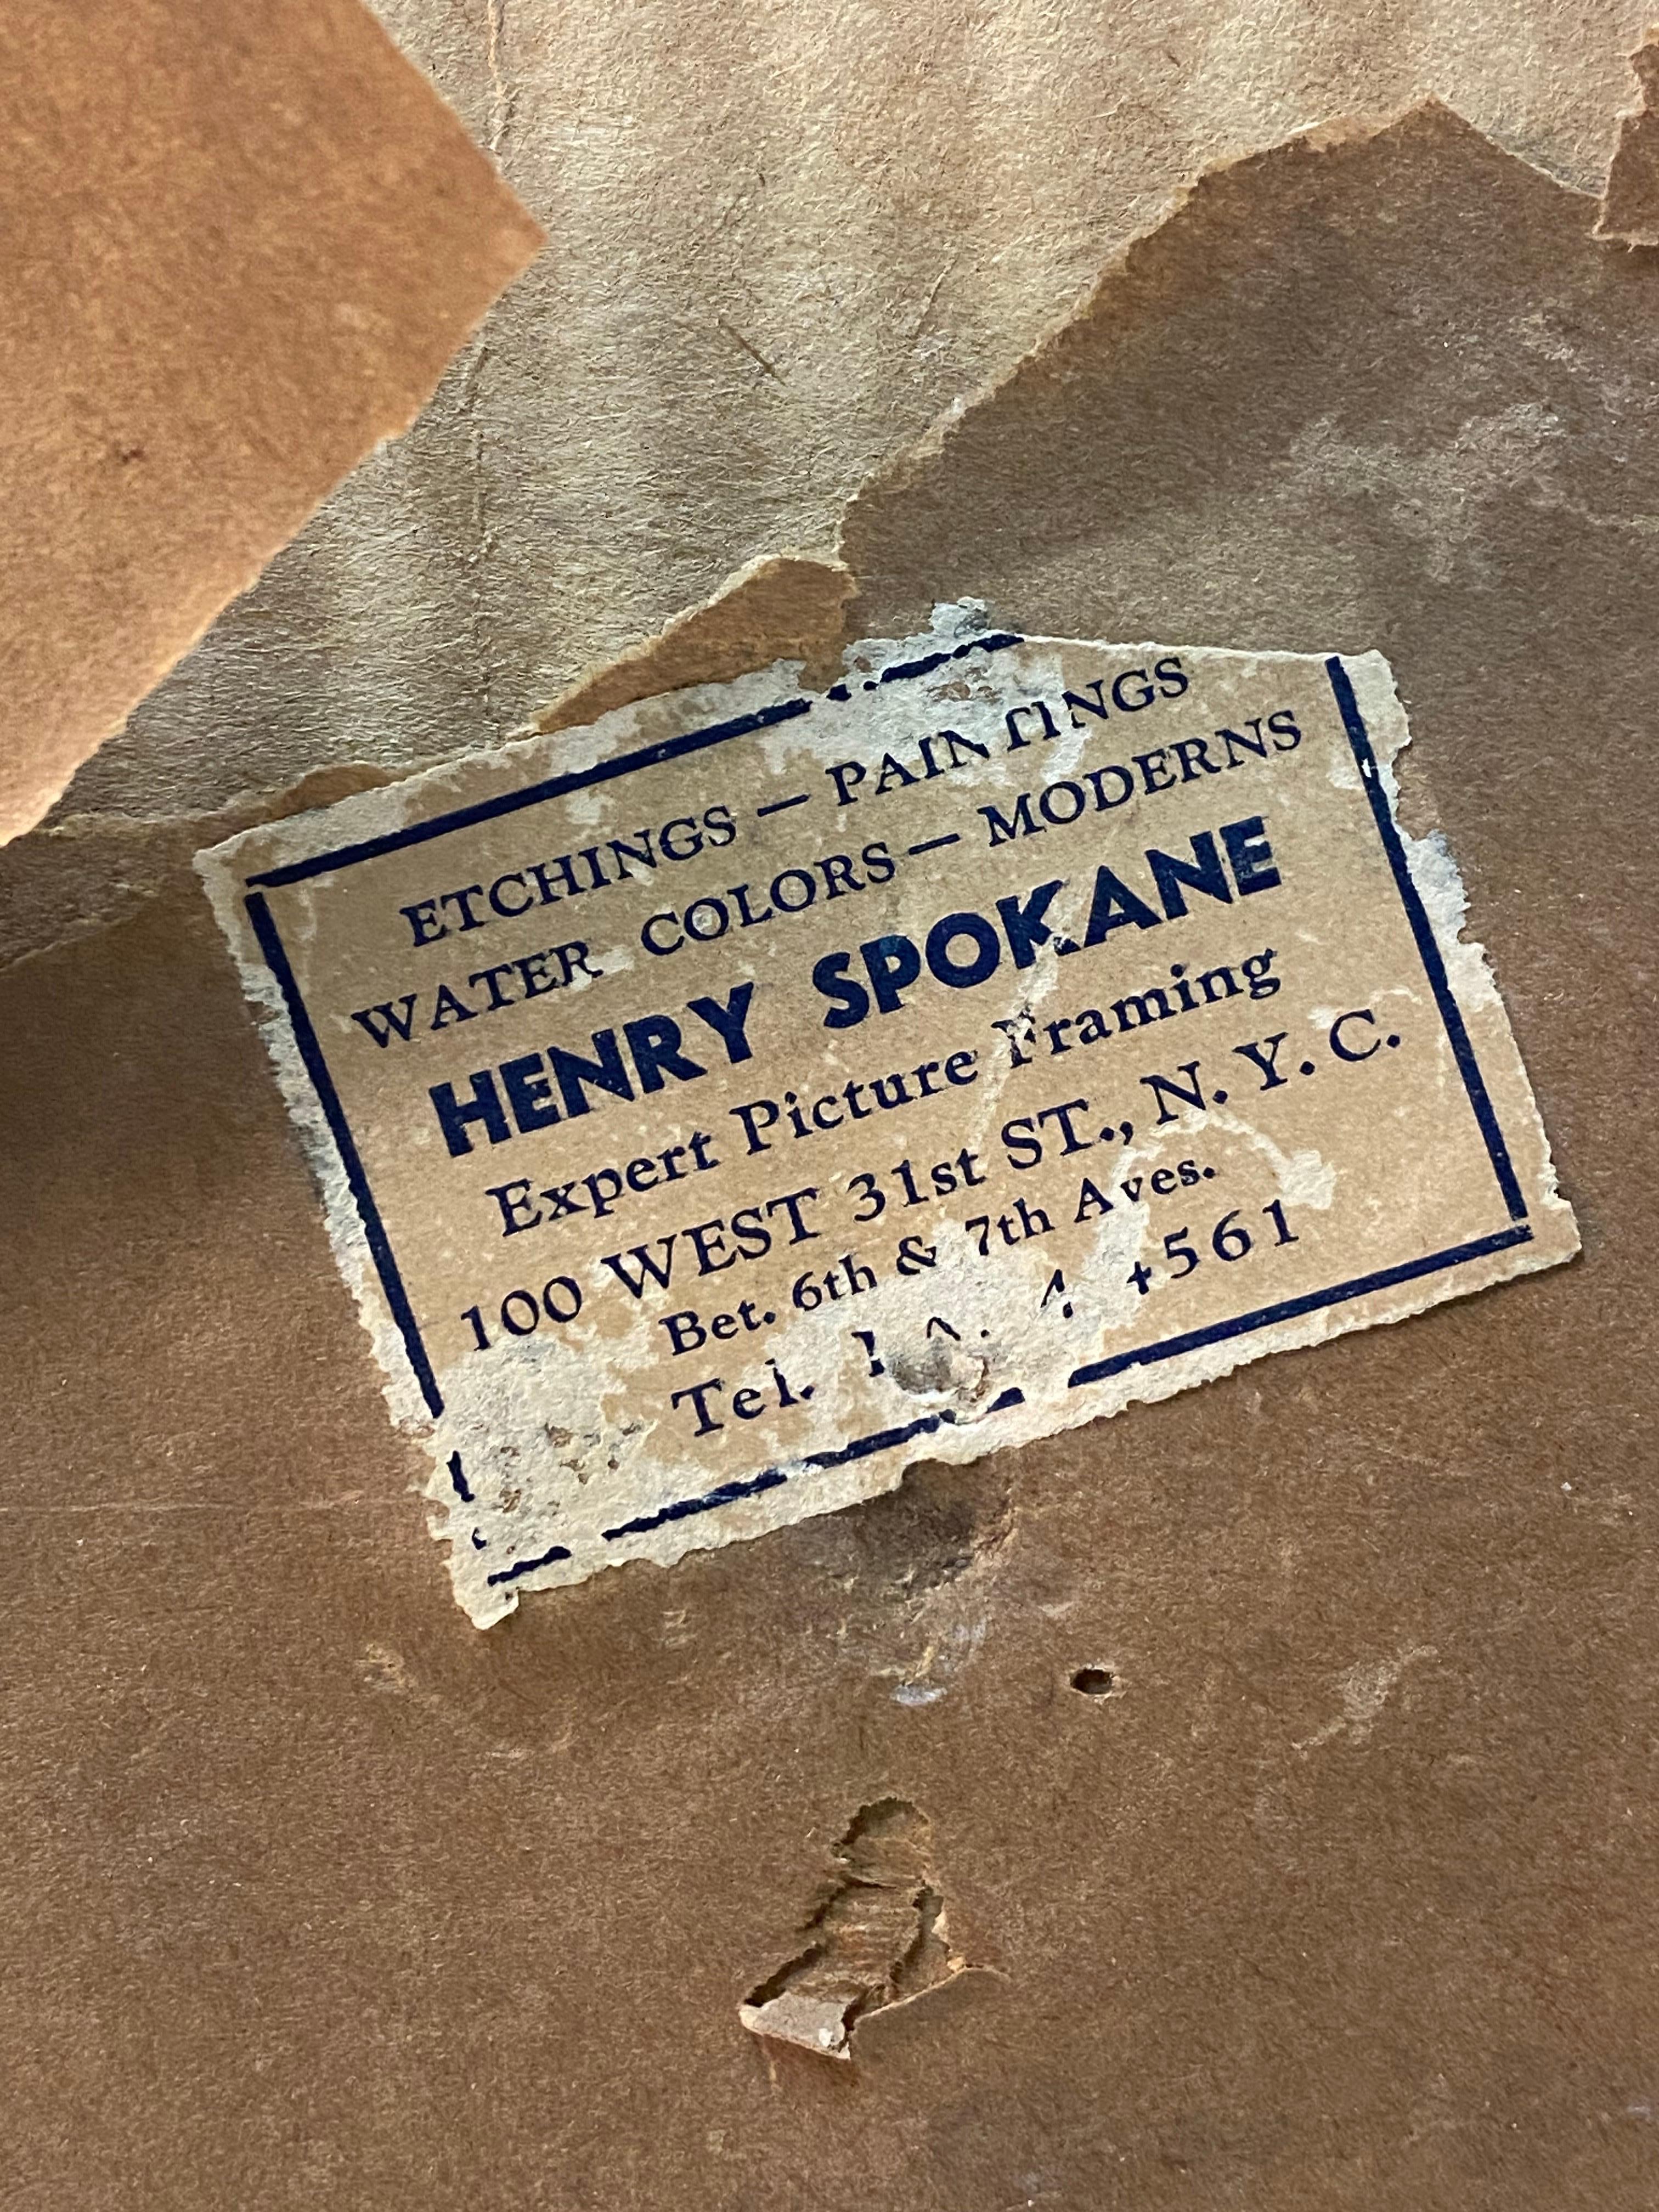 ETCHINGS — PAINTINGS
WATER COLORS — MODERNS
HENRY SPOKANE
Expert Picture Framing
100 WEST 31st ST., N. Y. C.
Bet. 6th & 7th Aves.
Tel.